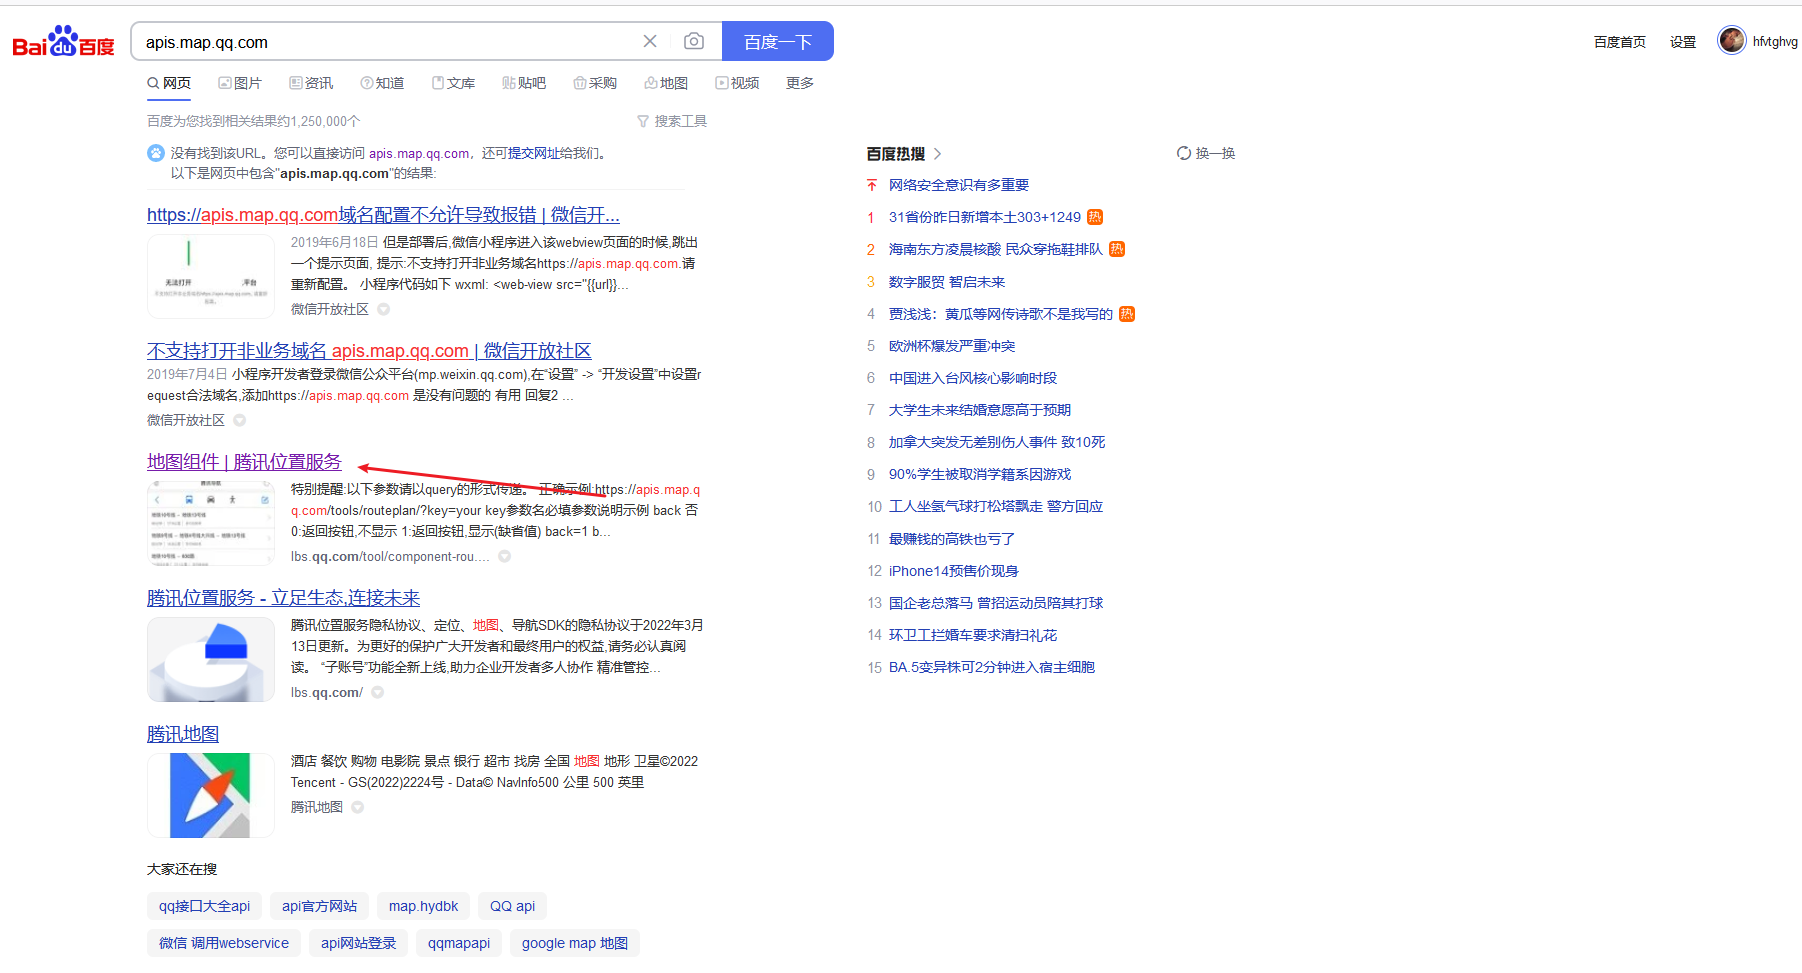 Bai du 百度
apis.map.qq.com
百度一下
百度首页 设置 hfvtghvg
网页 图片 资讯 知道 文库 贴吧 采购 地图 视频 更多
百度为您找到相关结果约1,250,000个 搜索工具
没有找到该URL。您可以直接访问 apis.map.qq.com，还可提交网址给我们。
以下是网页中包含"apis.map.qq.com"的结果:
https://apis.map.qq.com域名配置不允许导致报错 | 微信开...
无法打开 平台
2019年6月18日 但是部署后,微信小程序进入该webview页面的时候,跳出
一个提示页面, 提示:不支持打开非业务域名https://apis.map.qq.com.请
重新配置。 小程序代码如下 wxml: <web-view src="{{url}}...
微信开放社区
不支持打开非业务域名 apis.map.qq.com | 微信开放社区
2019年7月4日 小程序开发者登录微信公众平台(mp.weixin.qq.com),在“设置” -> “开发设置”中设置r
equest合法域名,添加https://apis.map.qq.com 是没有问题的 有用 回复2 ...
微信开放社区
地图组件 | 腾讯位置服务
特别提醒:以下参数请以query的形式传递。 正确示例:https://apis.map.q
q.com/tools/routeplan/?key=your key参数名必填参数说明示例 back 否
0:返回按钮,不显示 1:返回按钮,显示(缺省值) back=1 b...
lbs.qq.com/tool/component-rou....
腾讯位置服务 - 立足生态,连接未来
腾讯位置服务隐私协议、定位、地图、导航SDK的隐私协议于2022年3月
13日更新。为更好的保护广大开发者和最终用户的权益,请务必认真阅
读。 “子账号”功能全新上线,助力企业开发者多人协作 精准管控...
lbs.qq.com/
腾讯地图
酒店 餐饮 购物 电影院 景点 银行 超市 找房 全国 地图 地形 卫星©2022
Tencent - GS(2022)2224号 - Data© NavInfo500 公里 500 英里
腾讯地图
大家还在搜
qq接口大全api api官方网站 map.hydbk QQ api
微信 调用webservice api网站登录 qqmapapi google map 地图
百度热搜 换一换
网络安全意识有多重要
1 31省份昨日新增本土303+1249 热
2 海南东方凌晨核酸 民众穿拖鞋排队 热
3 数字服贸 智启未来
4 贾浅浅：黄瓜等网传诗歌不是我写的 热
5 欧洲杯爆发严重冲突
6 中国进入台风核心影响时段
7 大学生未来结婚意愿高于预期
8 加拿大突发无差别伤人事件 致10死
9 90%学生被取消学籍系因游戏
10 工人坐氢气球打松塔飘走 警方回应
11 最赚钱的高铁也亏了
12 iPhone14预售价现身
13 国企老总落马 曾招运动员陪其打球
14 环卫工拦婚车要求清扫礼花
15 BA.5变异株可2分钟进入宿主细胞